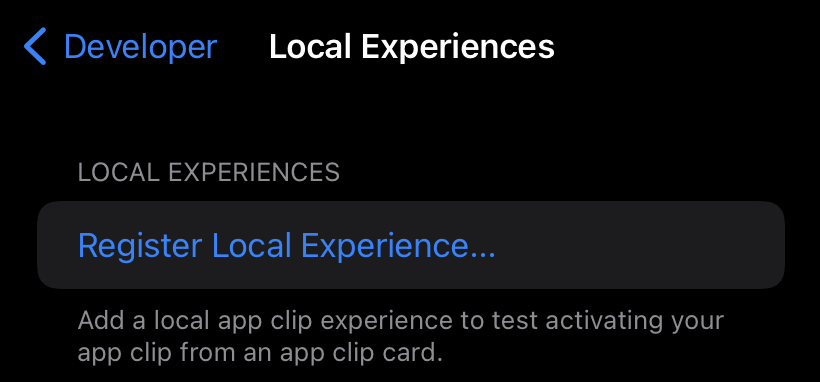 Developer Local Experiences
LOCAL EXPERIENCES
Register Local Experience...
Add a local app clip experience to test activating your
app clip from an app clip card.